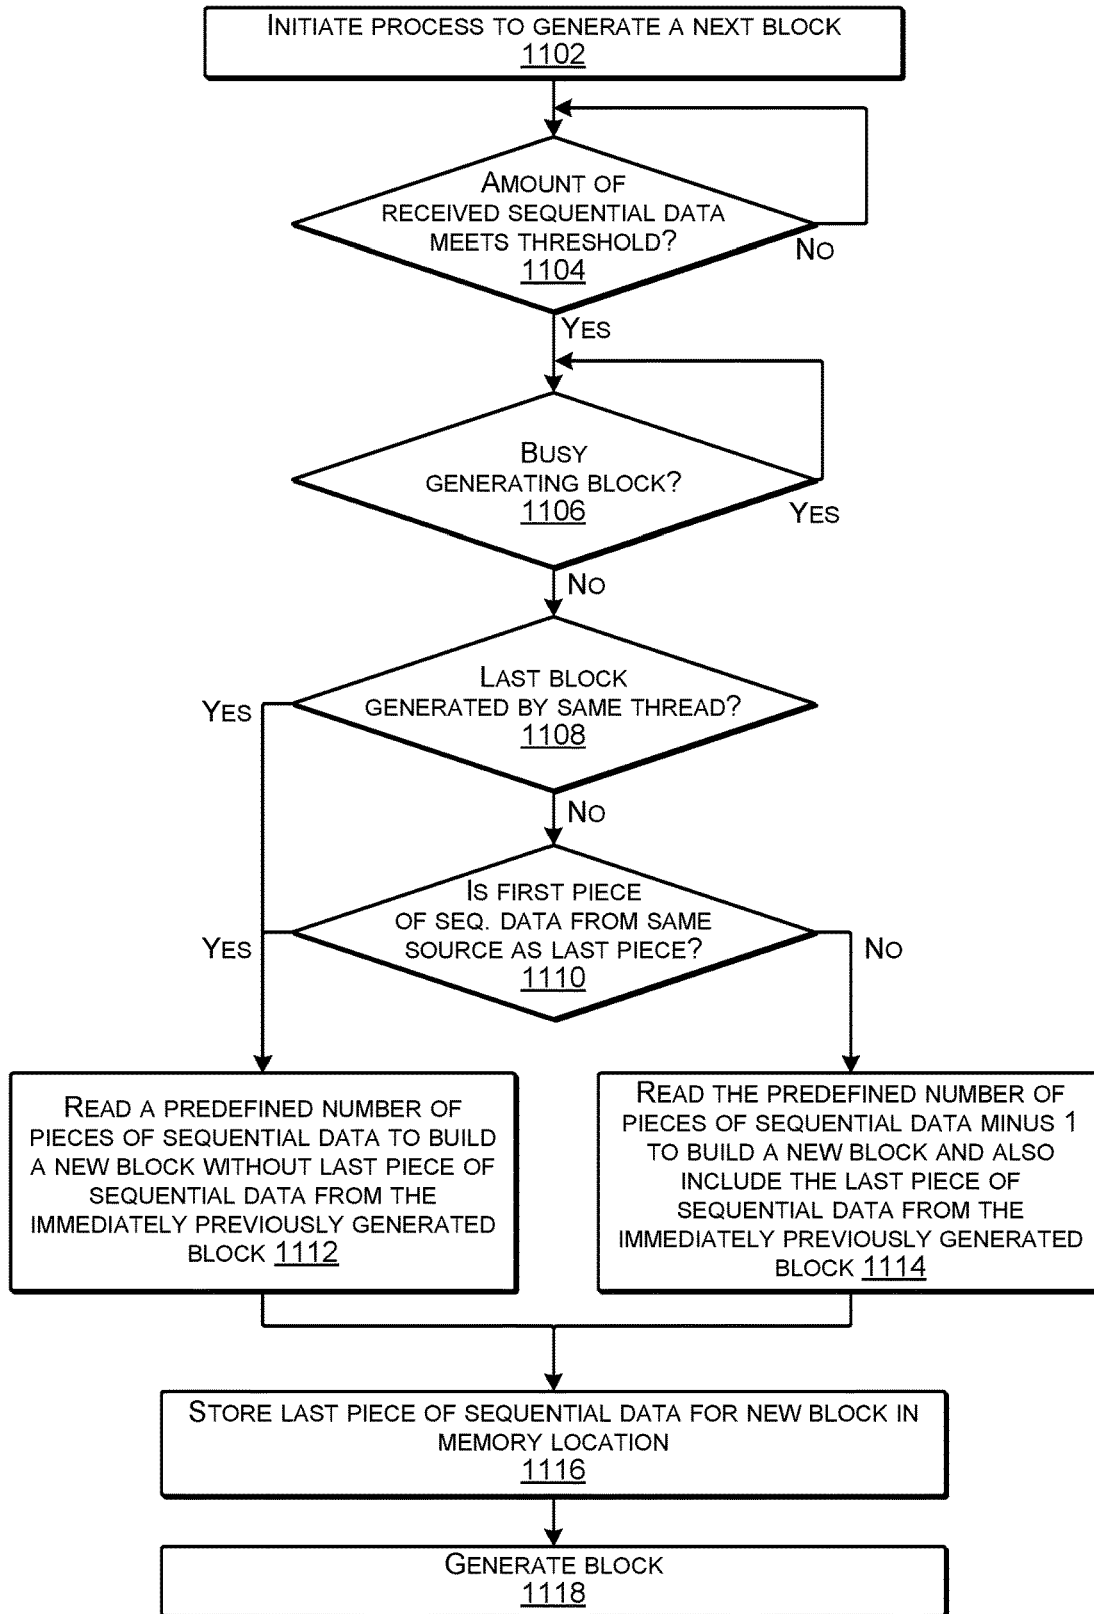 INITIATE PROCESS TO GENERATE A NEXT BLOCK
1102
AMOUNT OF
RECEIVED SEQUENTIAL DATA
MEETS THRESHOLD?
1104
NO
YES
BUSY
GENERATING BLOCK?
1106
YES
NO
LAST BLOCK
GENERATED BY SAME THREAD?
1108
YES
NO
IS FIRST PIECE
OF SEQ. DATA FROM SAME
SOURCE AS LAST PIECE?
1110
YES
NO
READ A PREDEFINED NUMBER OF
PIECES OF SEQUENTIAL DATA TO BUILD
A NEW BLOCK WITHOUT LAST PIECE OF
SEQUENTIAL DATA FROM THE
IMMEDIATELY PREVIOUSLY GENERATED
BLOCK 1112
READ THE PREDEFINED NUMBER OF
PIECES OF SEQUENTIAL DATA MINUS 1
TO BUILD A NEW BLOCK AND ALSO
INCLUDE THE LAST PIECE OF
SEQUENTIAL DATA FROM THE
IMMEDIATELY PREVIOUSLY GENERATED
BLOCK 1114
STORE LAST PIECE OF SEQUENTIAL DATA FOR NEW BLOCK IN
MEMORY LOCATION
1116
GENERATE BLOCK
1118